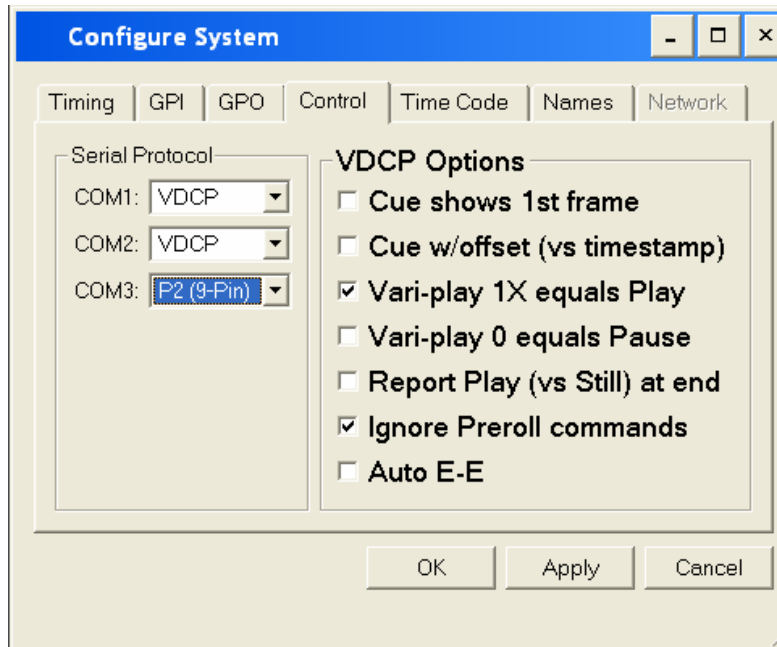 Configure System
Timing GPI GPO Control Time Code Names Network
Serial Protocol
COM1: VDCP
COM2: VDCP
COM3: P2 (9-Pin)
VDCP Options
Cue shows 1st frame
Cue w/offset (vs timestamp)
Vari-play 1X equals Play
Vari-play 0 equals Pause
Report Play (vs Still) at end
Ignore Preroll commands
Auto E-E
OK Apply Cancel